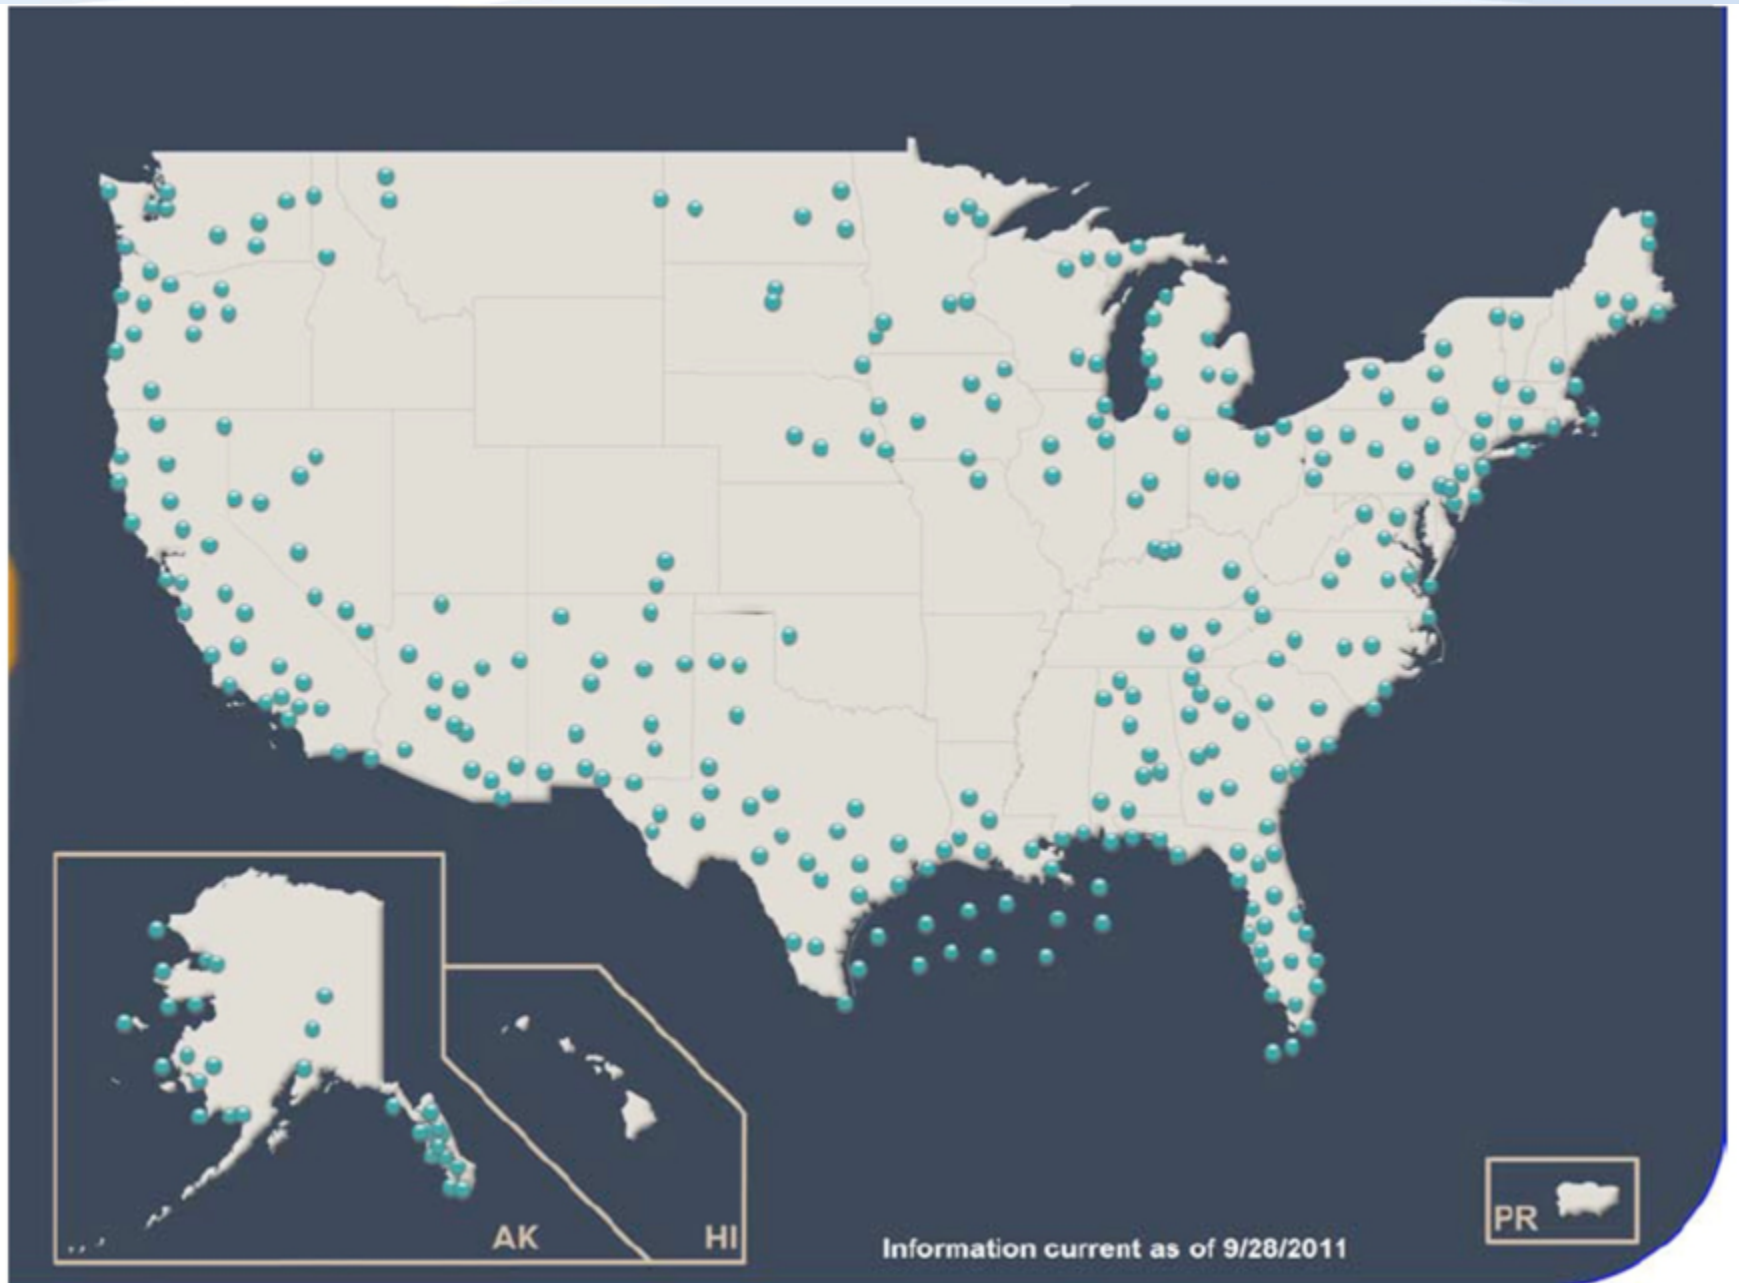 AK
HI
PR
Information current as of 9/28/2011